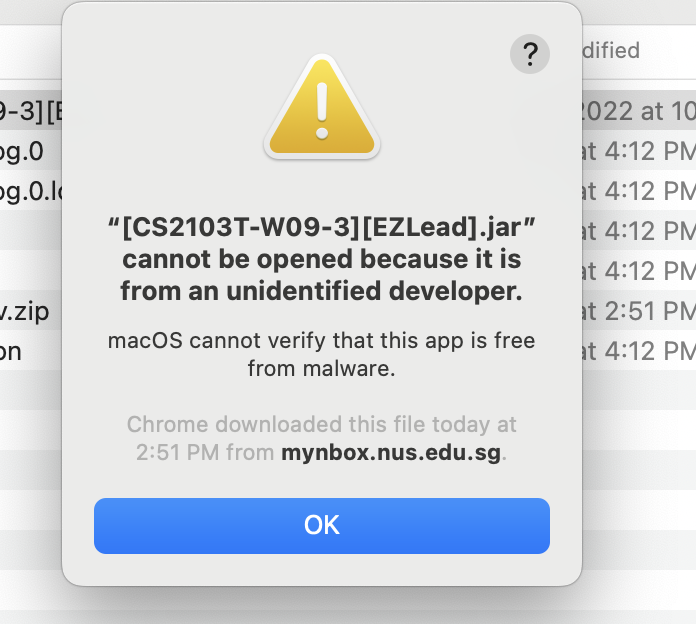 ?
dified
9-3][E
2022 at 10
og.0
at 4:12 PM
og.0.lo
at 4:12 PM
at 4:12 PM
at 4:12 PM
v.zip
at 2:51 PM
on
at 4:12 PM
“[CS2103T-W09-3][EZLead].jar”
cannot be opened because it is
from an unidentified developer.
macOS cannot verify that this app is free
from malware.
Chrome downloaded this file today at
2:51 PM from mynbox.nus.edu.sg.
OK